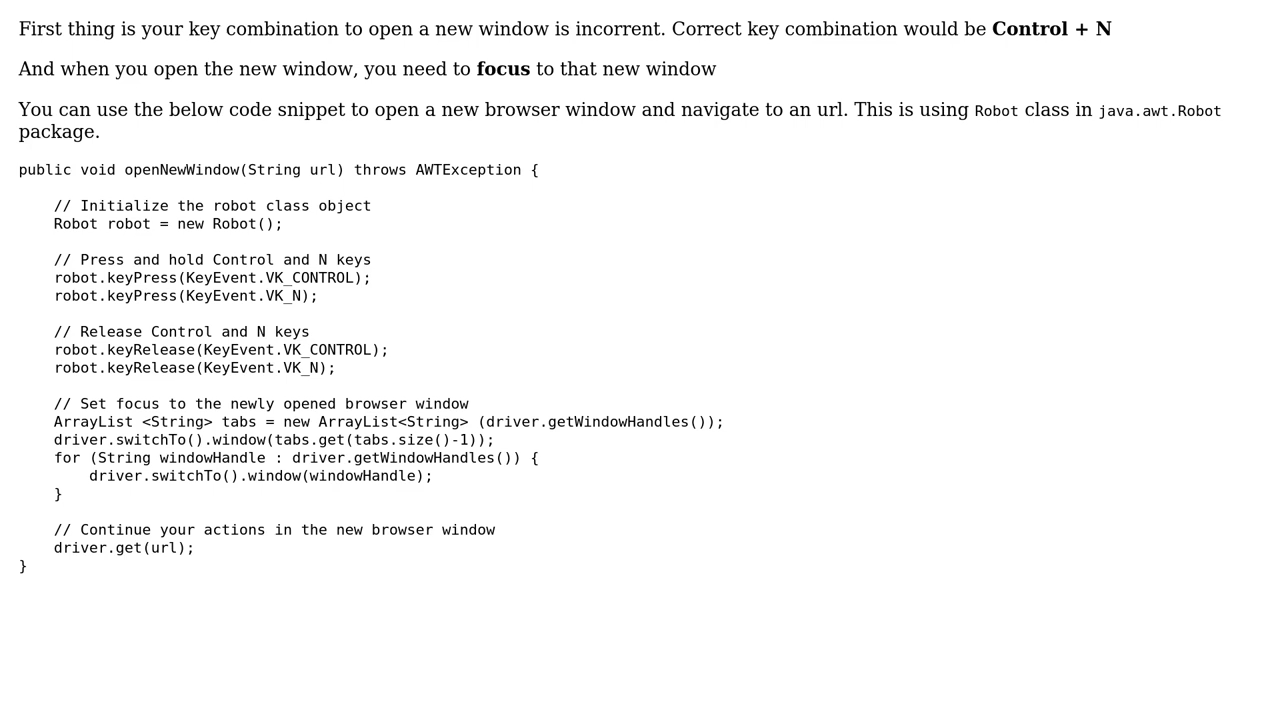 First thing is your key combination to open a new window is incorrent. Correct key combination would be Control + N
And when you open the new window, you need to focus to that new window
You can use the below code snippet to open a new browser window and navigate to an url. This is using Robot class in java.awt.Robot
package.
public void openNewWindow(String url) throws AWTException {
    // Initialize the robot class object
    Robot robot = new Robot();
    // Press and hold Control and N keys
    robot.keyPress(KeyEvent.VK_CONTROL);
    robot.keyPress(KeyEvent.VK_N);
    // Release Control and N keys
    robot.keyRelease(KeyEvent.VK_CONTROL);
    robot.keyRelease(KeyEvent.VK_N);
    // Set focus to the newly opened browser window
    ArrayList <String> tabs = new ArrayList<String> (driver.getWindowHandles());
    driver.switchTo().window(tabs.get(tabs.size()-1));
    for (String windowHandle : driver.getWindowHandles()) {
        driver.switchTo().window(windowHandle);
    }
    // Continue your actions in the new browser window
    driver.get(url);
}